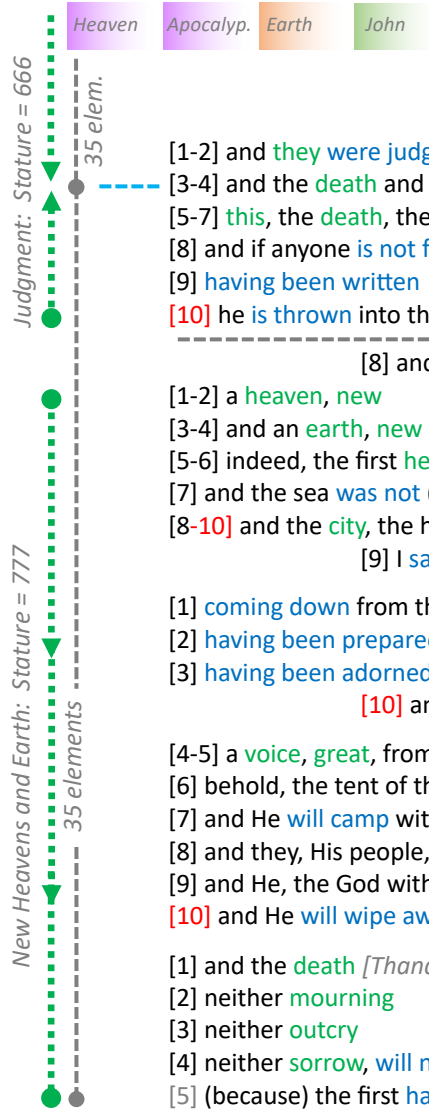 Heaven
Apocalyp.
Earth
John
Judgment: Stature = 666
35 elem.
[1-2] and they were judg
[3-4] and the death and
[5-7] this, the death, the
[8] and if anyone is not f
[9] having been written
[10] he is thrown into th
[8] and
New Heavens and Earth: Stature = 777
35 elements
[1-2] a heaven, new
[3-4] and an earth, new
[5-6] indeed, the first he
[7] and the sea was not (
[8-10] and the city, the h
[9] I sa
[1] coming down from th
[2] having been prepared
[3] having been adorned
[10] an
[4-5] a voice, great, from
[6] behold, the tent of th
[7] and He will camp wit
[8] and they, His people,
[9] and He, the God with
[10] and He will wipe aw
[1] and the death [Thana
[2] neither mourning
[3] neither outcry
[4] neither sorrow, will n
[5] (because) the first ha